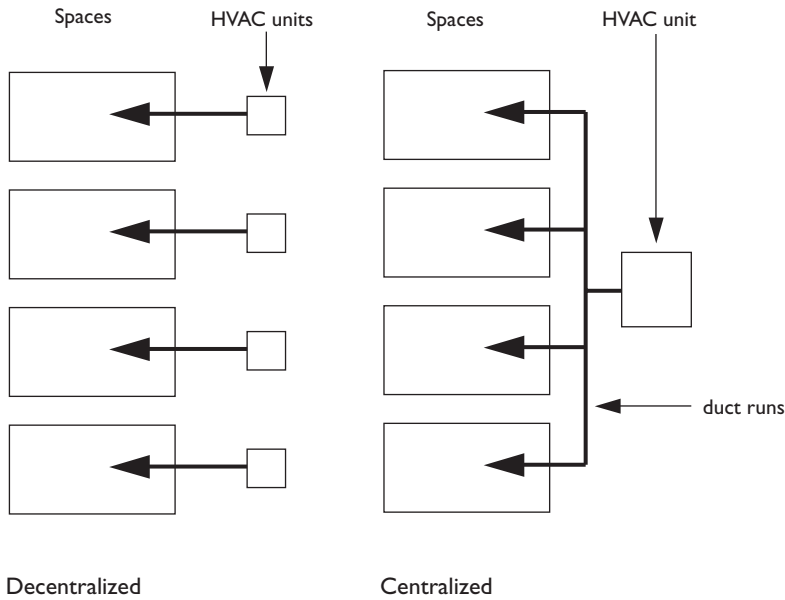 Spaces
HVAC units
Spaces
HVAC unit
duct runs
Decentralized
Centralized